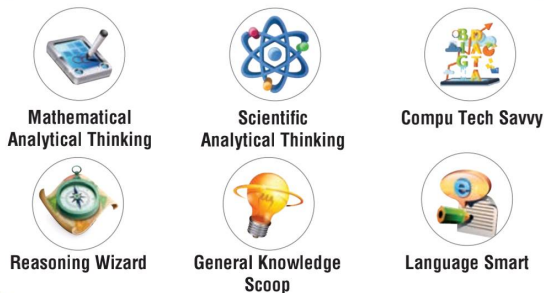 Mathematical
Analytical Thinking
Scientific
Analytical Thinking
Compu Tech Savvy
Reasoning Wizard
General Knowledge
Scoop
Language Smart